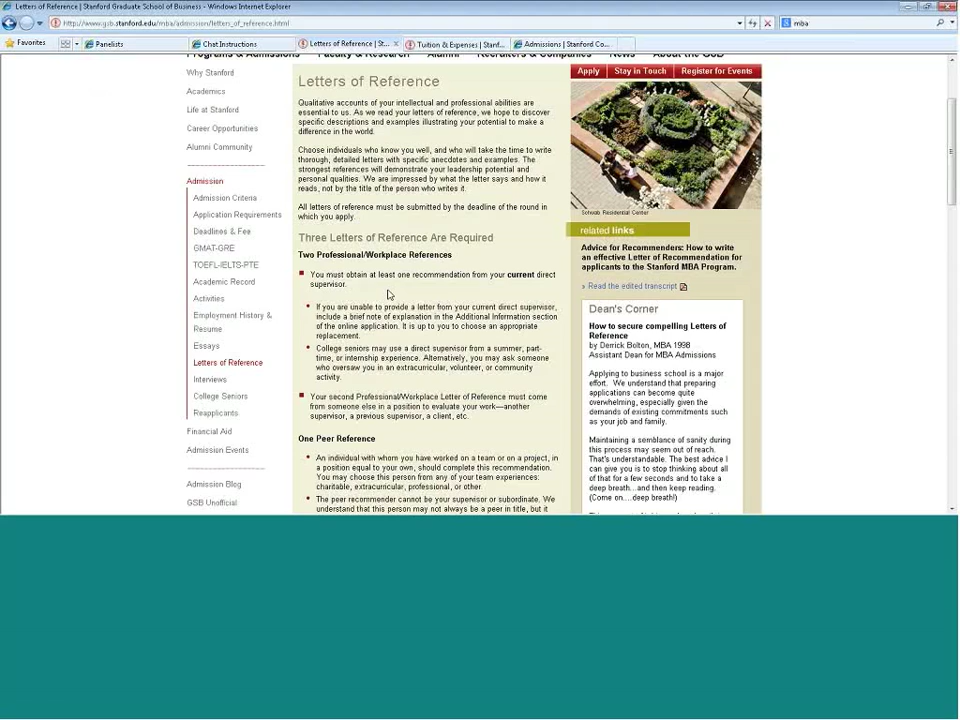 Letters of Reference | Stanford Graduate School of Business - Windows Internet Explorer
http://www.gsb.stanford.edu/mba/admission/letters_of_reference.html
mba
Favorites
Panelists
Chat Instructions
Letters of Reference | St...
Tuition & Expenses | Stanf...
Admissions | Stanford Co...
Programs & Admissions
Faculty & Research
Alumni
Recruiters & Companies
News
About the GSB
Why Stanford
Academics
Life at Stanford
Career Opportunities
Alumni Community
Admission
Admission Criteria
Application Requirements
Deadlines & Fee
GMAT-GRE
TOEFL-IELTS-PTE
Academic Record
Activities
Employment History &
Resume
Essays
Letters of Reference
Interviews
College Seniors
Reapplicants
Financial Aid
Admission Events
Admission Blog
GSB Unofficial
Letters of Reference
Qualitative accounts of your intellectual and professional abilities are
essential to us. As we read your letters of reference, we hope to discover
specific descriptions and examples illustrating your potential to make a
difference in the world.
Choose individuals who know you well, and who will take the time to write
thorough, detailed letters with specific anecdotes and examples. The
strongest references will demonstrate your leadership potential and
personal qualities. We are impressed by what the letter says and how it
reads, not by the title of the person who writes it.
All letters of reference must be submitted by the deadline of the round in
which you apply.
Three Letters of Reference Are Required
Two Professional/Workplace References
You must obtain at least one recommendation from your current direct
supervisor.
If you are unable to provide a letter from your current direct supervisor,
include a brief note of explanation in the Additional Information section
of the online application. It is up to you to choose an appropriate
replacement.
College seniors may use a direct supervisor from a summer, part-
time, or internship experience. Alternatively, you may ask someone
who oversaw you in an extracurricular, volunteer, or community
activity.
Your second Professional/Workplace Letter of Reference must come
from someone else in a position to evaluate your work—another
supervisor, a previous supervisor, a client, etc.
One Peer Reference
An individual with whom you have worked on a team or on a project, in
a position equal to your own, should complete this recommendation.
You may choose this person from any of your team experiences:
charitable, extracurricular, professional, or other.
The peer recommender cannot be your supervisor or subordinate. We
understand that this person may not always be a peer in title, but it
Apply
Stay in Touch
Register for Events
Schwab Residential Center
related links
Advice for Recommenders: How to write
an effective Letter of Recommendation for
applicants to the Stanford MBA Program.
» Read the edited transcript
Dean's Corner
How to secure compelling Letters of
Reference
by Derrick Bolton, MBA 1998
Assistant Dean for MBA Admissions
Applying to business school is a major
effort. We understand that preparing
applications can become quite
overwhelming, especially given the
demands of existing commitments such
as your job and family.
Maintaining a semblance of sanity during
this process may seem out of reach.
That's understandable. The best advice I
can give you is to stop thinking about all
of that for a few seconds and to take a
deep breath...and then keep reading.
(Come on....deep breath!)